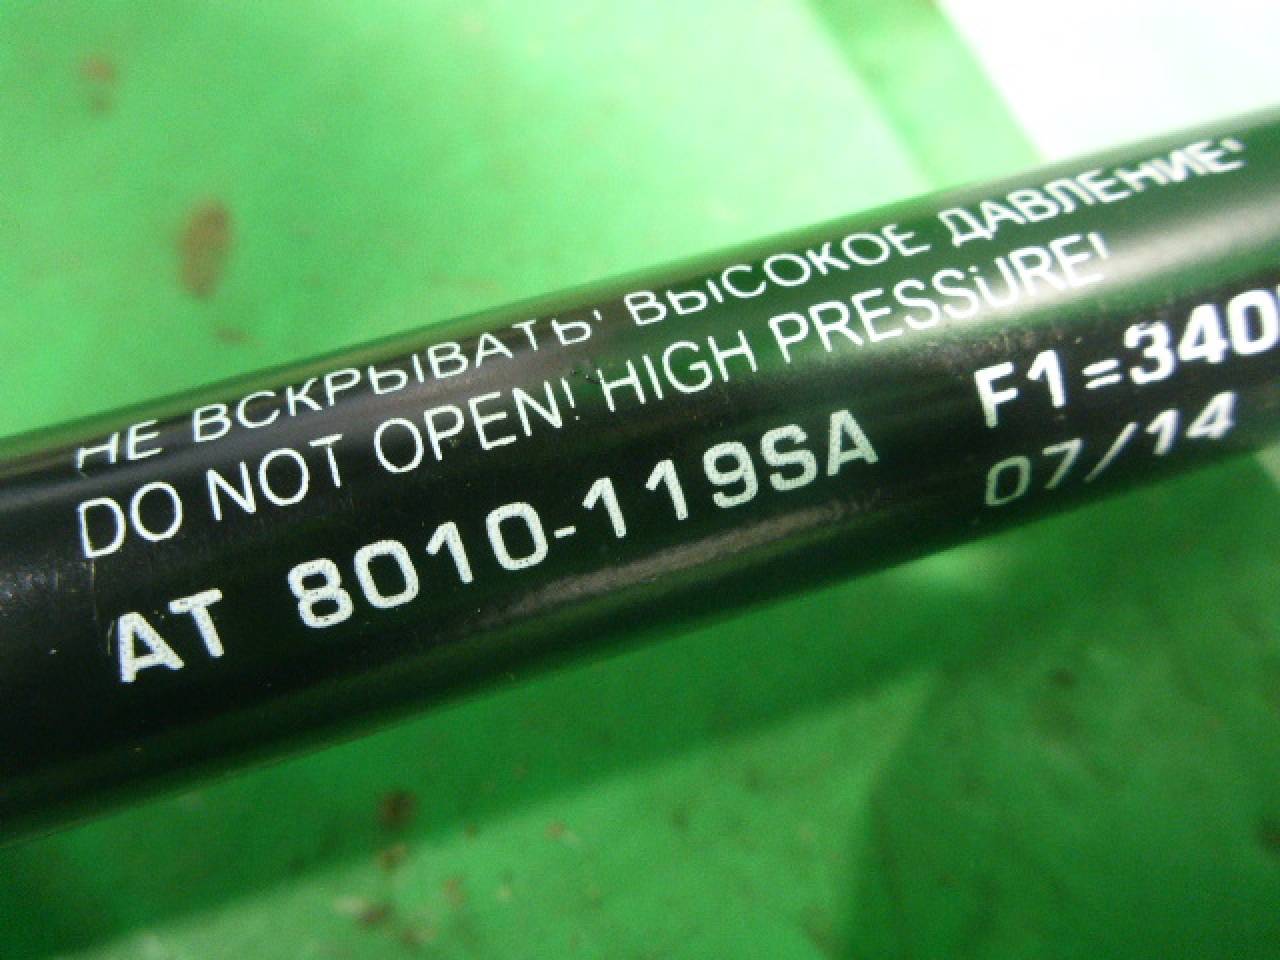 НЕ ВСКРЫВАТЬ! ВЫСОКОЕ ДАВЛЕНИЕ!
DO NOT OPEN! HIGH PRESSURE!
AT 8010-119SA F1=340
07/14